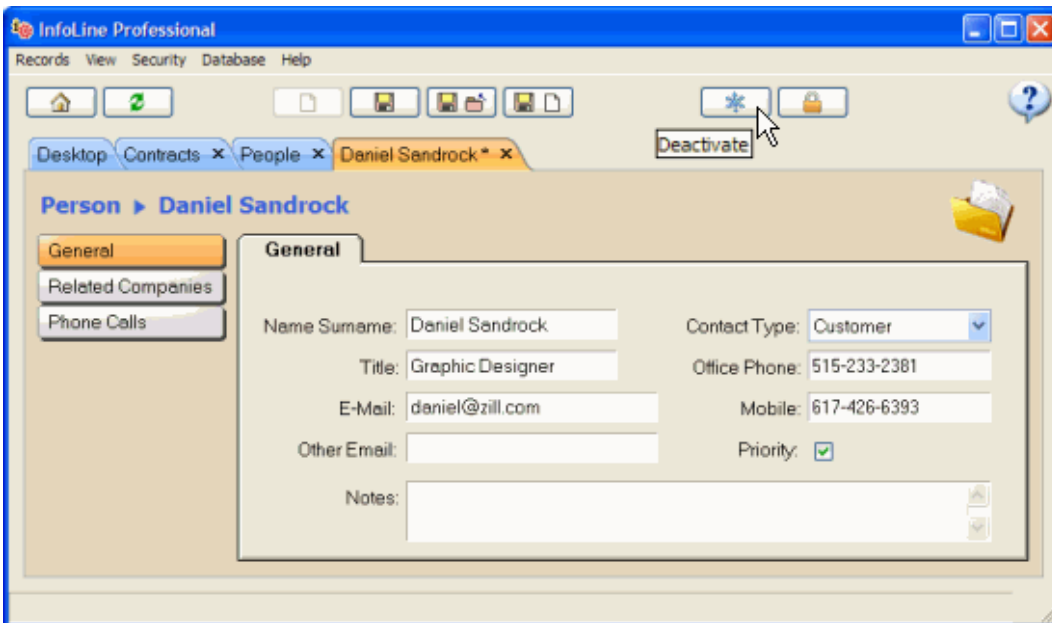 InfoLine Professional
Records View Security Database Help
Deactivate
Desktop Contracts x People x Daniel Sandrock* x
Person ▸ Daniel Sandrock
General
Related Companies
Phone Calls
General
Name Surname: Daniel Sandrock Contact Type: Customer
Title: Graphic Designer Office Phone: 515-233-2381
E-Mail: daniel@zill.com Mobile: 617-426-6393
Other Email: Priority:
Notes: